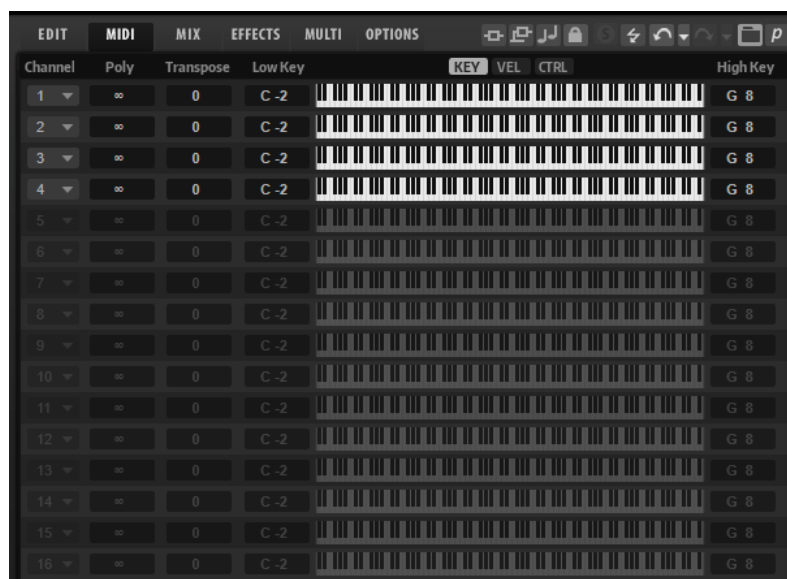 EDIT MIDI MIX EFFECTS MULTI OPTIONS S p
Channel Poly Transpose Low Key KEY VEL CTRL High Key
1 ∞ 0 C -2 G 8
2 ∞ 0 C -2 G 8
3 ∞ 0 C -2 G 8
4 ∞ 0 C -2 G 8
5 ∞ 0 C -2 G 8
6 ∞ 0 C -2 G 8
7 ∞ 0 C -2 G 8
8 ∞ 0 C -2 G 8
9 ∞ 0 C -2 G 8
10 ∞ 0 C -2 G 8
11 ∞ 0 C -2 G 8
12 ∞ 0 C -2 G 8
13 ∞ 0 C -2 G 8
14 ∞ 0 C -2 G 8
15 ∞ 0 C -2 G 8
16 ∞ 0 C -2 G 8